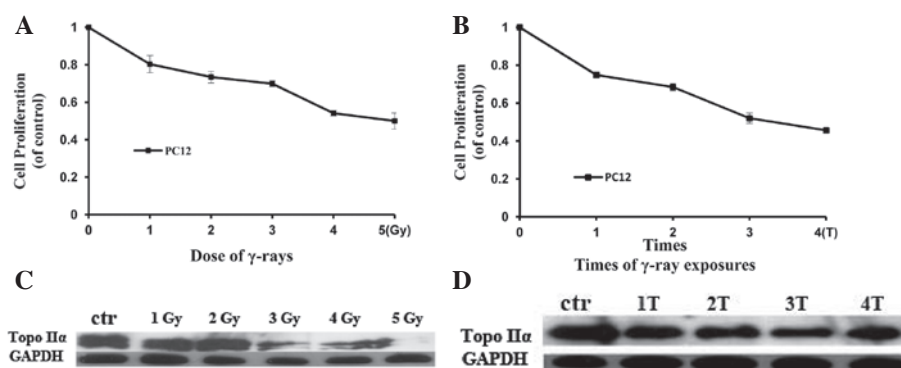 A
1
0.8
0.6
0.4
0.2
0
Cell Proliferation
(of control)
PC12
0 1 2 3 4 5(Gy)
Dose of γ-rays
B
1
0.8
0.6
0.4
0.2
0
Cell Proliferation
(of control)
PC12
0 1 2 3 4(T)
Times
Times of γ-ray exposures
C
ctr 1 Gy 2 Gy 3 Gy 4 Gy 5 Gy
Topo IIα
GAPDH
D
ctr 1T 2T 3T 4T
Topo IIα
GAPDH